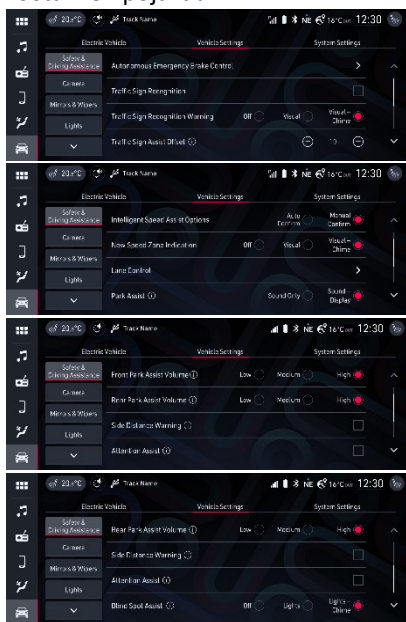 20.5°C Track Name NE 16°C 12:30
Electric Vehicle Vehicle Settings System Settings
Safety &
Driving Assistance
Camera
Mirrors & Wipers
Lights
Autonomous Emergency Brake Control
Traffic Sign Recognition
Traffic Sign Recognition Warning Off Visual Visual +
Chime
Traffic Sign Assist Offset 10
20.5°C Track Name NE 16°C 12:30
Electric Vehicle Vehicle Settings System Settings
Safety &
Driving Assistance
Camera
Mirrors & Wipers
Lights
Intelligent Speed Assist Options Auto
Confirm Manual
Confirm
New Speed Zone Indication Off Visual Visual +
Chime
Lane Control
Park Assist Sound Only Sound +
Display
20.5°C Track Name NE 16°C 12:30
Electric Vehicle Vehicle Settings System Settings
Safety &
Driving Assistance
Camera
Mirrors & Wipers
Lights
Front Park Assist Volume Low Medium High
Rear Park Assist Volume Low Medium High
Side Distance Warning
Attention Assist
20.5°C Track Name NE 16°C 12:30
Electric Vehicle Vehicle Settings System Settings
Safety &
Driving Assistance
Camera
Mirrors & Wipers
Lights
Rear Park Assist Volume Low Medium High
Side Distance Warning
Attention Assist
Blind Spot Assist Off Lights Lights +
Chime